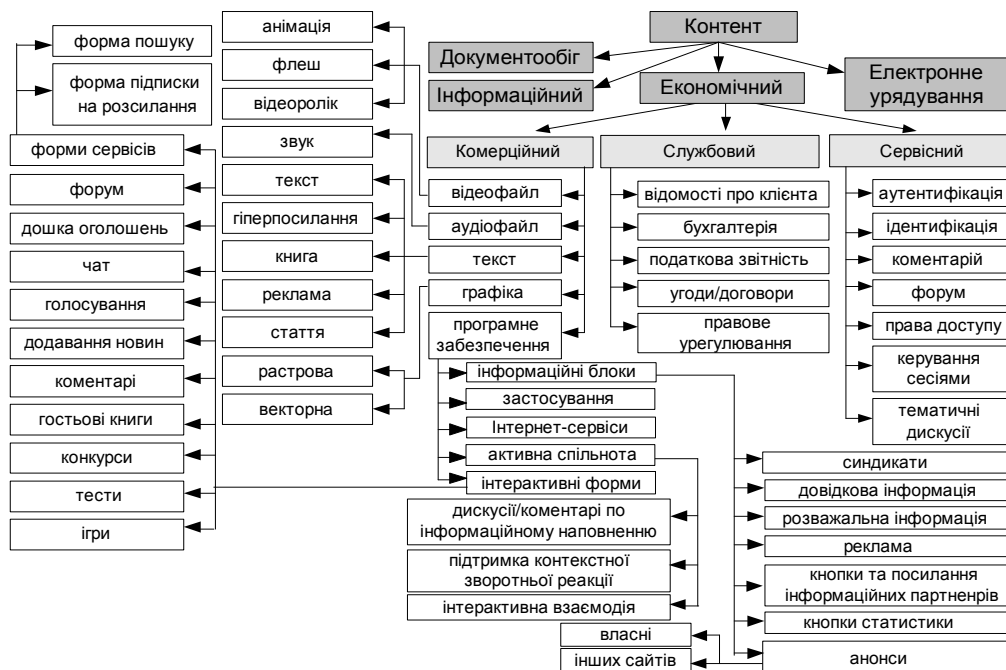 Контент
Документообіг
Інформаційний
Економічний
Електронне
урядування
Комерційний
Службовий
Сервісний
відеофайл
аудіофайл
текст
графіка
програмне
забезпечення
відомості про клієнта
бухгалтерія
податкова звітність
угоди/договори
правове
урегулювання
аутентифікація
ідентифікація
коментарій
форум
права доступу
керування
сесіями
тематичні
дискусії
анімація
флеш
відеоролік
звук
текст
гіперпосилання
книга
реклама
стаття
растрова
векторна
форма пошуку
форма підписки
на розсилання
форми сервісів
форум
дошка оголошень
чат
голосування
додавання новин
коментарі
гостьові книги
конкурси
тести
ігри
інформаційні блоки
застосування
Інтернет-сервіси
активна спільнота
інтерактивні форми
дискусії/коментарі по
інформаційному наповненню
підтримка контекстної
зворотньої реакції
інтерактивна взаємодія
синдикати
довідкова інформація
розважальна інформація
реклама
кнопки та посилання
інформаційних партненрів
кнопки статистики
анонси
власні
інших сайтів